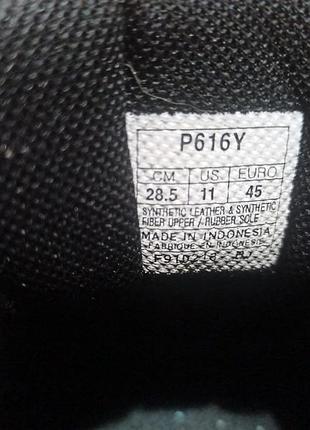 P616Y
CM US EURO
28.5 11 45
SYNTHETIC LEATHER & SYNTHETIC
FIBER UPPER / RUBBER SOLE
MADE IN INDONESIA
FABRIQUE EN INDONESIE